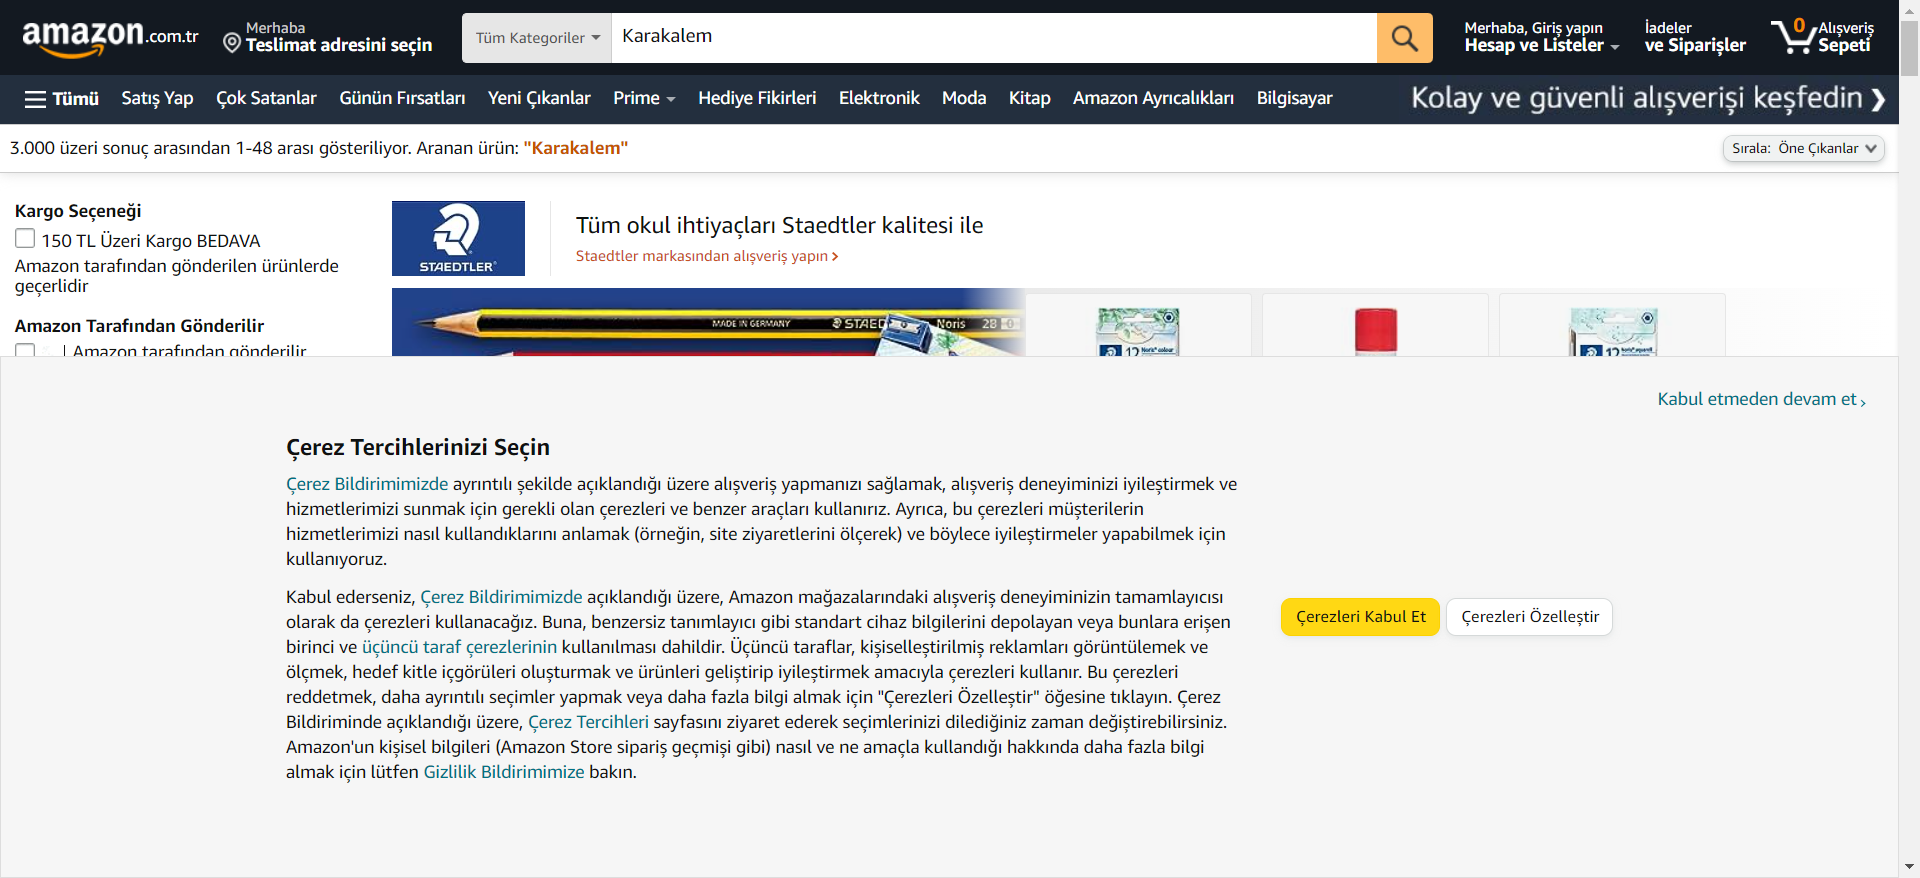 amazon.com.tr
Merhaba
Teslimat adresini seçin
Tüm Kategoriler
Karakalem
Merhaba, Giriş yapın
Hesap ve Listeler
İadeler
ve Siparişler
0
Alışveriş
Sepeti
Tümü
Satış Yap
Çok Satanlar
Günün Fırsatları
Yeni Çıkanlar
Prime
Hediye Fikirleri
Elektronik
Moda
Kitap
Amazon Ayrıcalıkları
Bilgisayar
Kolay ve güvenli alışverişi keşfedin
3.000 üzeri sonuç arasından 1-48 arası gösteriliyor. Aranan ürün: "Karakalem"
Sırala: Öne Çıkanlar
Kargo Seçeneği
150 TL Üzeri Kargo BEDAVA
Amazon tarafından gönderilen ürünlerde
geçerlidir
Amazon Tarafından Gönderilir
Amazon tarafından gönderilir
STAEDTLER
Tüm okul ihtiyaçları Staedtler kalitesi ile
Staedtler markasından alışveriş yapın
MADE IN GERMANY
STAED
Noris
2B
12 Noris colour
12 Noris aquarell
Kabul etmeden devam et
Çerez Tercihlerinizi Seçin
Çerez Bildirimimizde ayrıntılı şekilde açıklandığı üzere alışveriş yapmanızı sağlamak, alışveriş deneyiminizi iyileştirmek ve
hizmetlerimizi sunmak için gerekli olan çerezleri ve benzer araçları kullanırız. Ayrıca, bu çerezleri müşterilerin
hizmetlerimizi nasıl kullandıklarını anlamak (örneğin, site ziyaretlerini ölçerek) ve böylece iyileştirmeler yapabilmek için
kullanıyoruz.
Kabul ederseniz, Çerez Bildirimimizde açıklandığı üzere, Amazon mağazalarındaki alışveriş deneyiminizin tamamlayıcısı
olarak da çerezleri kullanacağız. Buna, benzersiz tanımlayıcı gibi standart cihaz bilgilerini depolayan veya bunlara erişen
birinci ve üçüncü taraf çerezlerinin kullanılması dahildir. Üçüncü taraflar, kişiselleştirilmiş reklamları görüntülemek ve
ölçmek, hedef kitle içgörüleri oluşturmak ve ürünleri geliştirip iyileştirmek amacıyla çerezleri kullanır. Bu çerezleri
reddetmek, daha ayrıntılı seçimler yapmak veya daha fazla bilgi almak için "Çerezleri Özelleştir" öğesine tıklayın. Çerez
Bildiriminde açıklandığı üzere, Çerez Tercihleri sayfasını ziyaret ederek seçimlerinizi dilediğiniz zaman değiştirebilirsiniz.
Amazon'un kişisel bilgileri (Amazon Store sipariş geçmişi gibi) nasıl ve ne amaçla kullandığı hakkında daha fazla bilgi
almak için lütfen Gizlilik Bildirimimize bakın.
Çerezleri Kabul Et
Çerezleri Özelleştir